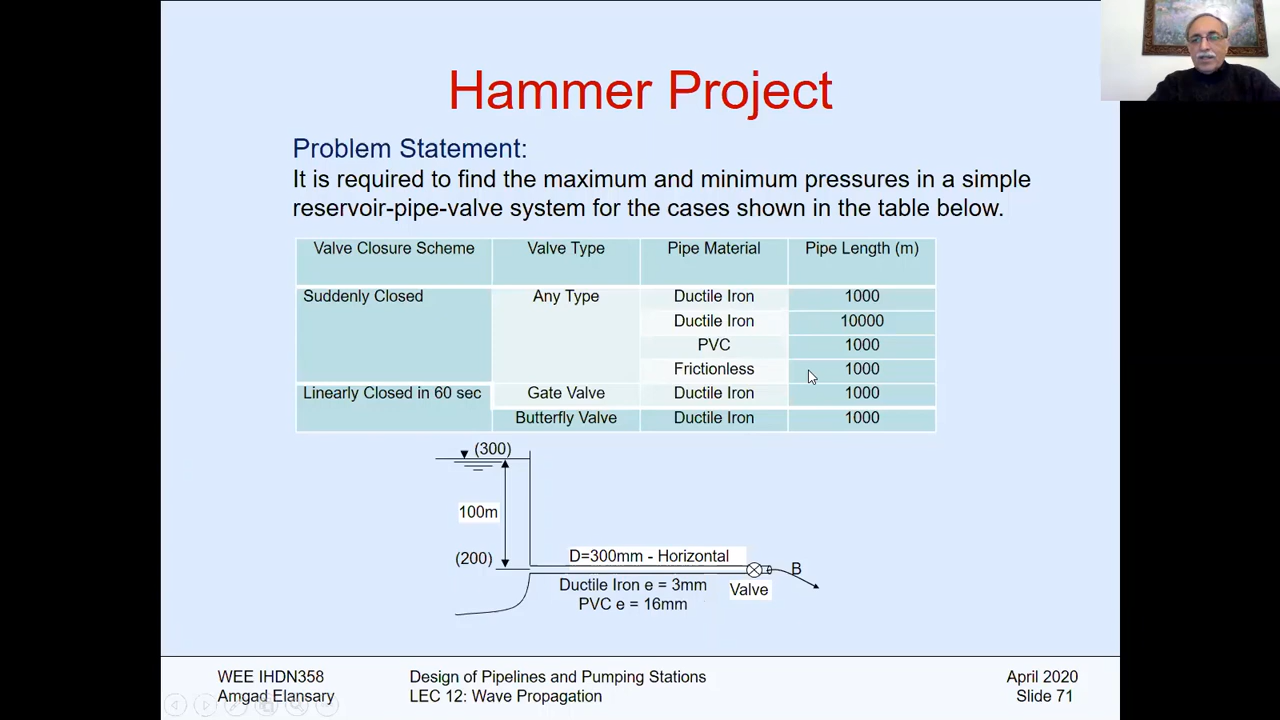 Hammer Project
Problem Statement:
It is required to find the maximum and minimum pressures in a simple
reservoir-pipe-valve system for the cases shown in the table below.
Valve Closure Scheme Valve Type Pipe Material Pipe Length (m)
Suddenly Closed Any Type Ductile Iron 1000
Ductile Iron 10000
PVC 1000
Frictionless 1000
Linearly Closed in 60 sec Gate Valve Ductile Iron 1000
Butterfly Valve Ductile Iron 1000
(300)
100m
(200)
D=300mm - Horizontal
B
Ductile Iron e = 3mm
Valve
PVC e = 16mm
WEE IHDN358 Design of Pipelines and Pumping Stations April 2020
Amgad Elansary LEC 12: Wave Propagation Slide 71